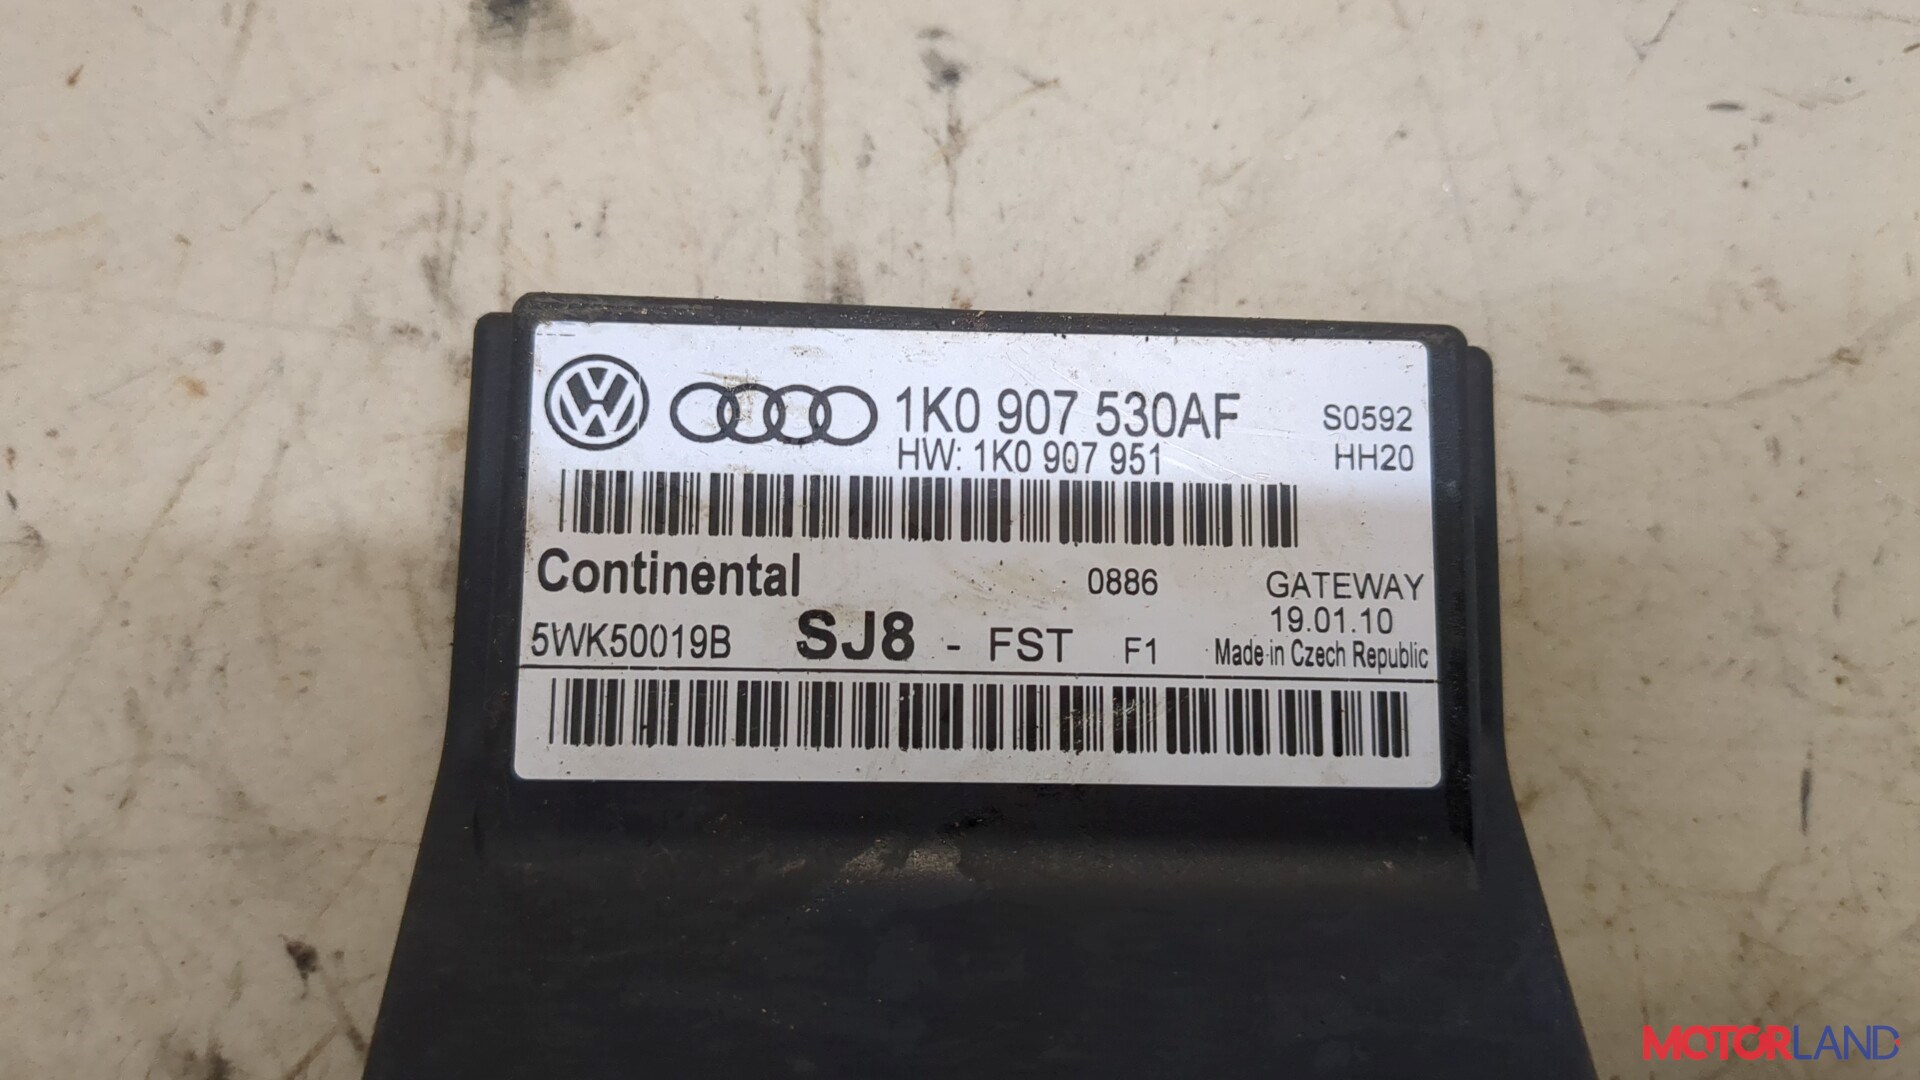 1K0 907 530AF S0592
HW: 1K0 907 951 HH20
Continental 0886 GATEWAY
19.01.10
5WK50019B SJ8 - FST F1 Made in Czech Republic
MOTORLAND